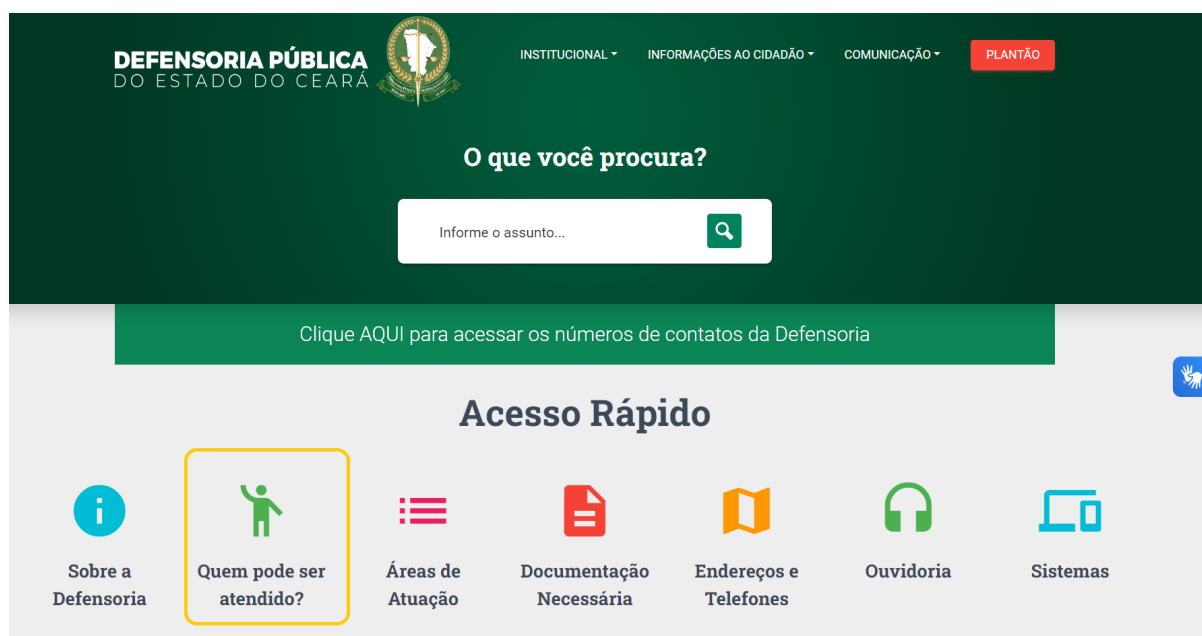 DEFENSORIA PÚBLICA
DO ESTADO DO CEARÁ
INSTITUCIONAL
INFORMAÇÕES AO CIDADÃO
COMUNICAÇÃO
PLANTÃO
O que você procura?
Informe o assunto...
Clique AQUI para acessar os números de contatos da Defensoria
Acesso Rápido
Sobre a
Defensoria
Quem pode ser
atendido?
Áreas de
Atuação
Documentação
Necessária
Endereços e
Telefones
Ouvidoria
Sistemas